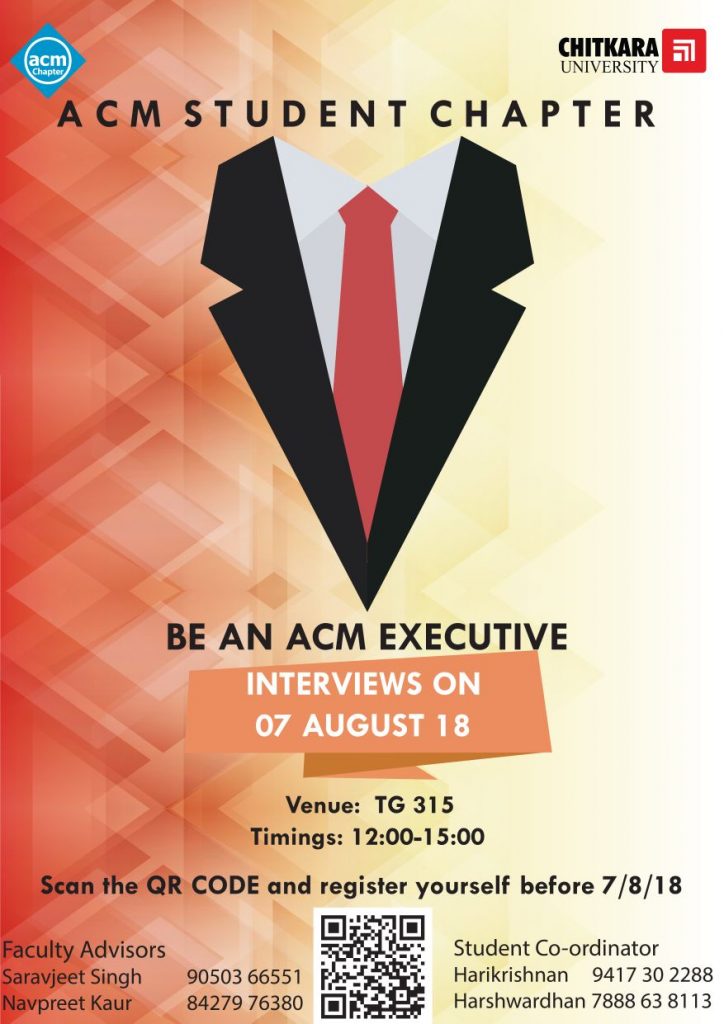 acm
Chapter
CHITKARA
UNIVERSITY
ACM STUDENT CHAPTER
BE AN ACM EXECUTIVE
INTERVIEWS ON
07 AUGUST 18
Venue: TG 315
Timings: 12:00-15:00
Scan the QR CODE and register yourself before 7/8/18
Faculty Advisors
Saravjeet Singh 90503 66551
Navpreet Kaur 84279 76380
Student Co-ordinator
Harikrishnan 9417 30 2288
Harshwardhan 7888 63 8113